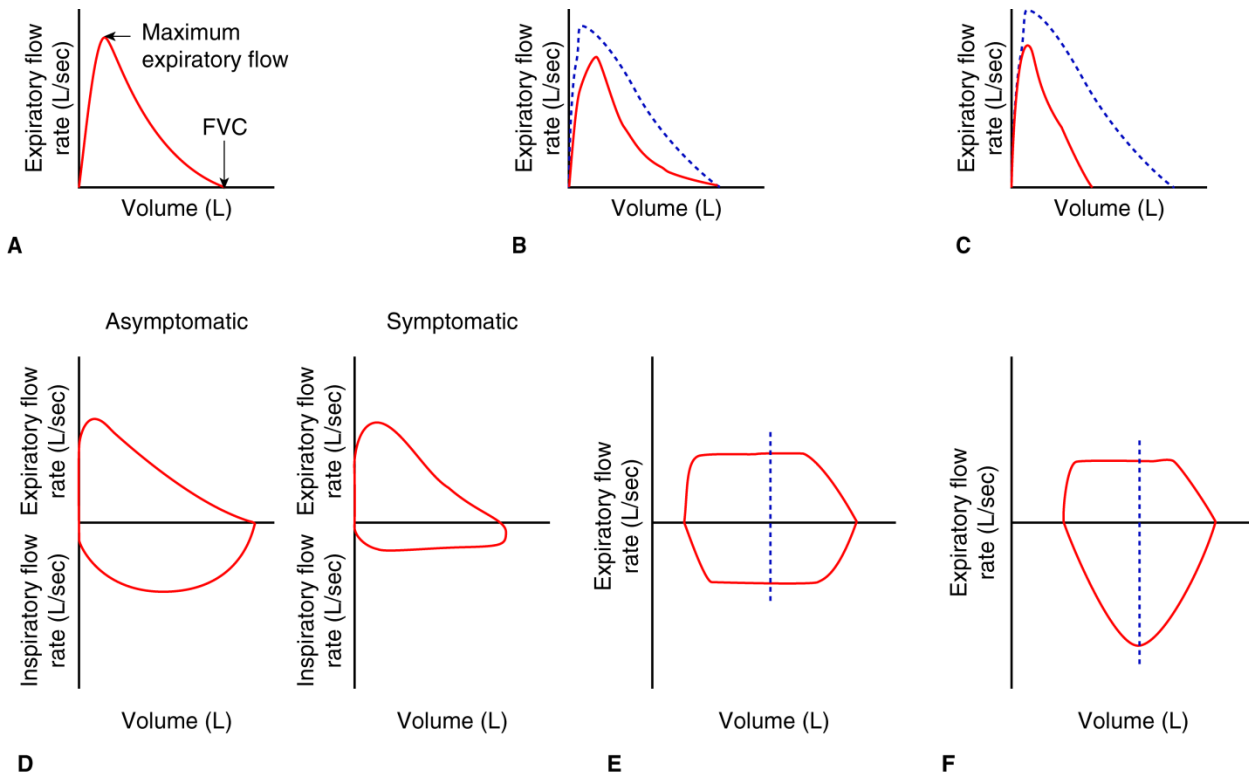 Expiratory flow
rate (L/sec)
Maximum
expiratory flow
FVC
Volume (L)
A
Expiratory flow
rate (L/sec)
Volume (L)
B
Expiratory flow
rate (L/sec)
Volume (L)
C
Asymptomatic
Expiratory flow
rate (L/sec)
Inspiratory flow
rate (L/sec)
Volume (L)
Symptomatic
Expiratory flow
rate (L/sec)
Inspiratory flow
rate (L/sec)
Volume (L)
D
Expiratory flow
rate (L/sec)
Volume (L)
E
Expiratory flow
rate (L/sec)
Volume (L)
F